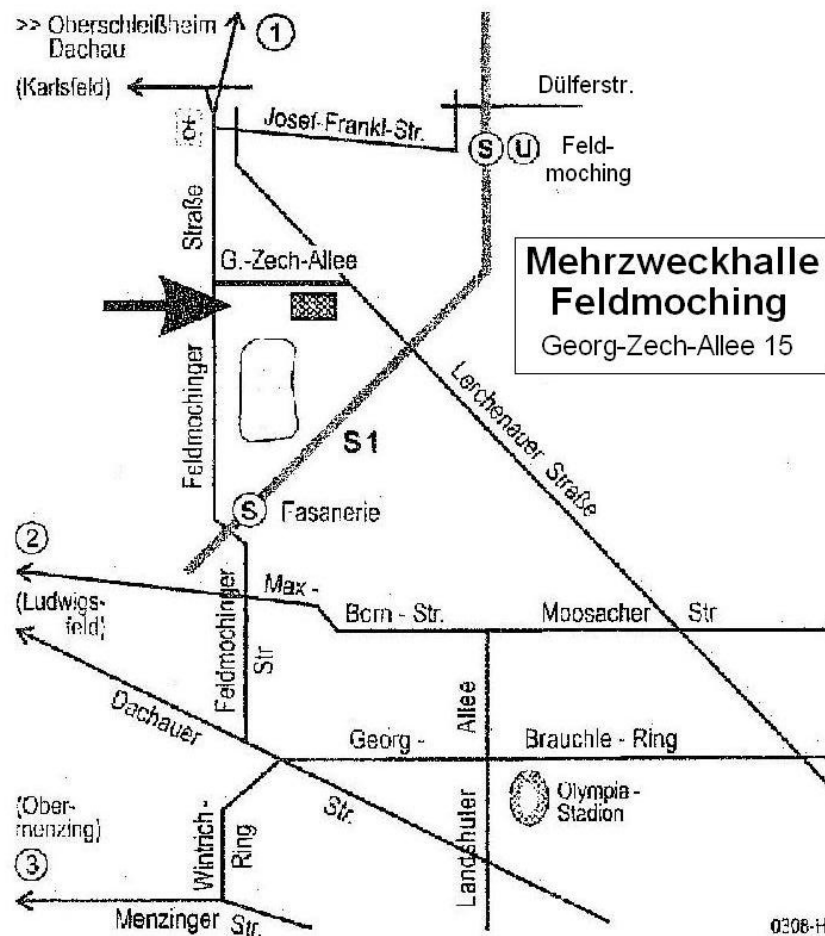 >> Oberschleißheim
Dachau
1
(Karlsfeld)
Dülferstr.
Josef-Frankl-Str.
S U Feld-
moching
Straße
G.-Zech-Allee
Mehrzweckhalle
Feldmoching
Georg-Zech-Allee 15
Feldmochinger
Lerchenauer Straße
S1
S Fasanerie
2
(Ludwigs-
feld)
Max -
Born - Str.
Moosacher Str
Feldmochinger
Str
Dachauer
Str.
Georg -
Brauchle - Ring
Allee
Landshuter
Olympia -
Stadion
(Ober-
menzing)
3
Wintrich -
Ring
Menzinger Str.
0308-H